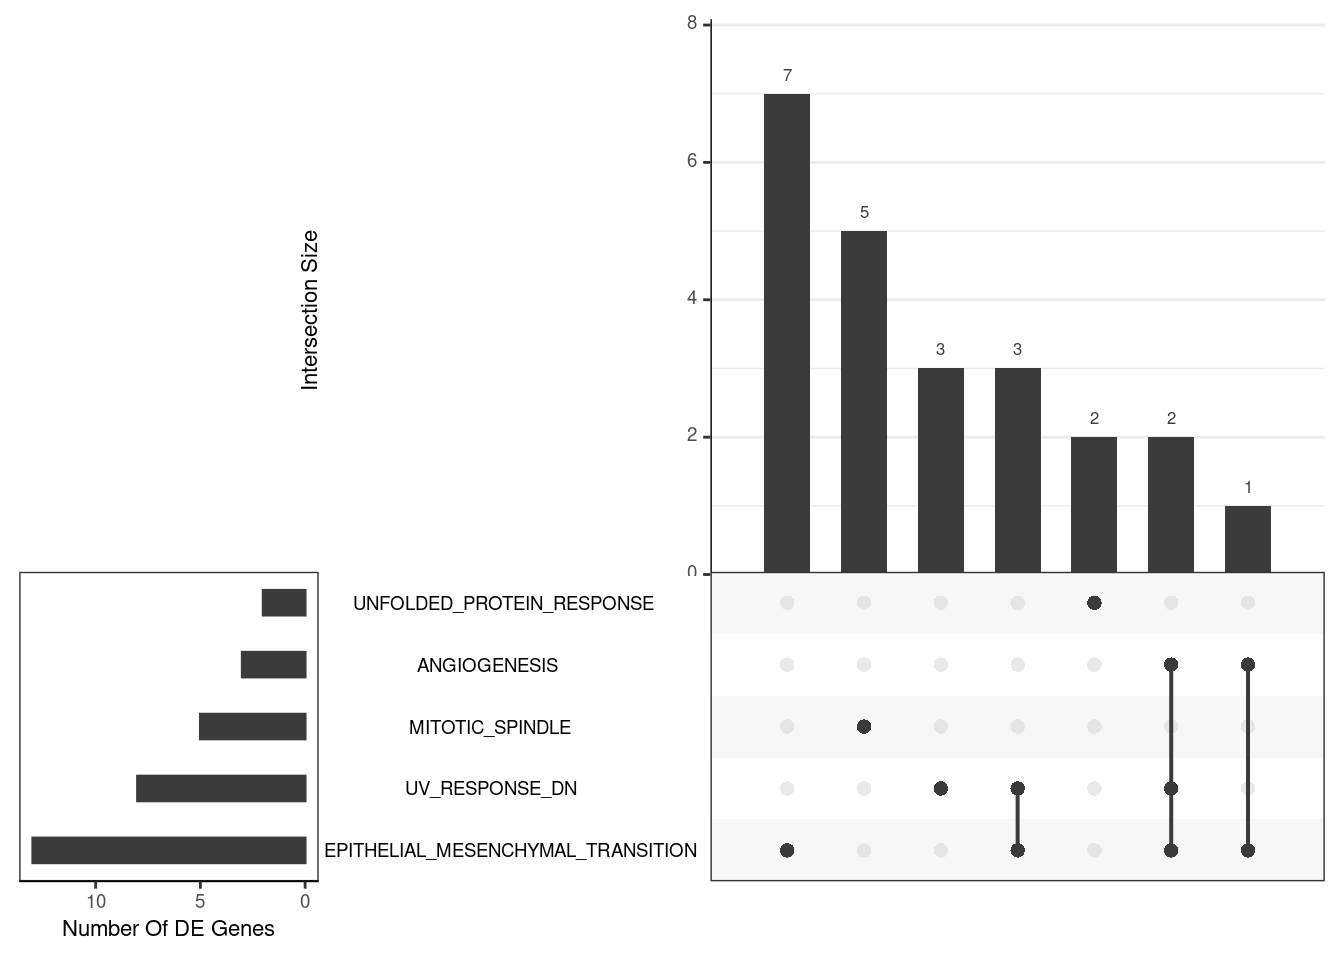 8
7
6
5
Intersection Size
4
3
3
2
2
2
1
0
UNFOLDED_PROTEIN_RESPONSE
ANGIOGENESIS
MITOTIC_SPINDLE
UV_RESPONSE_DN
EPITHELIAL_MESENCHYMAL_TRANSITION
10 5 0
Number Of DE Genes